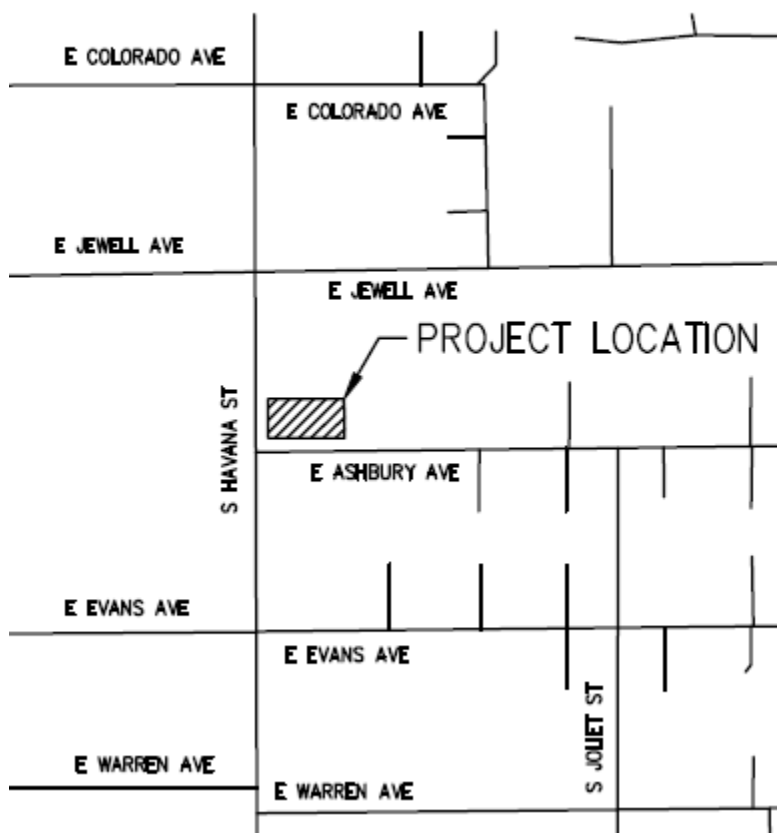 E COLORADO AVE
E COLORADO AVE
E JEWELL AVE
E JEWELL AVE
PROJECT LOCATION
S HAVANA ST
E ASHBURY AVE
E EVANS AVE
E EVANS AVE
S JOLIET ST
E WARREN AVE
E WARREN AVE